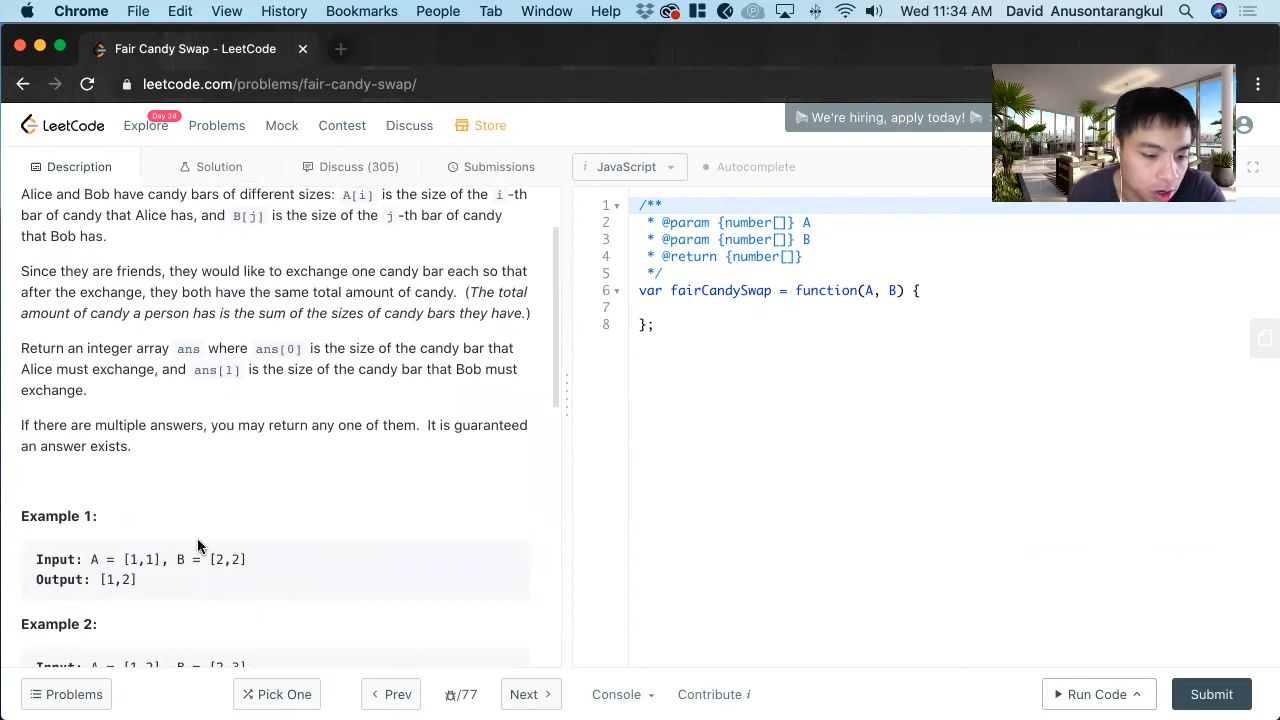 Chrome File Edit View History Bookmarks People Tab Window Help Wed 11:34 AM David Anusontarangkul
Fair Candy Swap - LeetCode
leetcode.com/problems/fair-candy-swap/
LeetCode Explore Day 24 Problems Mock Contest Discuss Store We're hiring, apply today!
Description Solution Discuss Submissions i JavaScript Autocomplete
Alice and Bob have candy bars of different sizes: A[i] is the size of the i -th
bar of candy that Alice has, and B[j] is the size of the j -th bar of candy
that Bob has.
Since they are friends, they would like to exchange one candy bar each so that
after the exchange, they both have the same total amount of candy. (The total
amount of candy a person has is the sum of the sizes of candy bars they have.)
Return an integer array ans where ans[0] is the size of the candy bar that
Alice must exchange, and ans[1] is the size of the candy bar that Bob must
exchange.
If there are multiple answers, you may return any one of them. It is guaranteed
an answer exists.
Example 1:
Input: A = [1,1], B = [2,2]
Output: [1,2]
Example 2:
Input: A = [1,2], B = [2,3]
1 /**
2 * @param {number[]} A
3 * @param {number[]} B
4 * @return {number[]}
5 */
6 var fairCandySwap = function(A, B) {
7
8 };
Problems Pick One Prev /77 Next Console Contribute i Run Code Submit